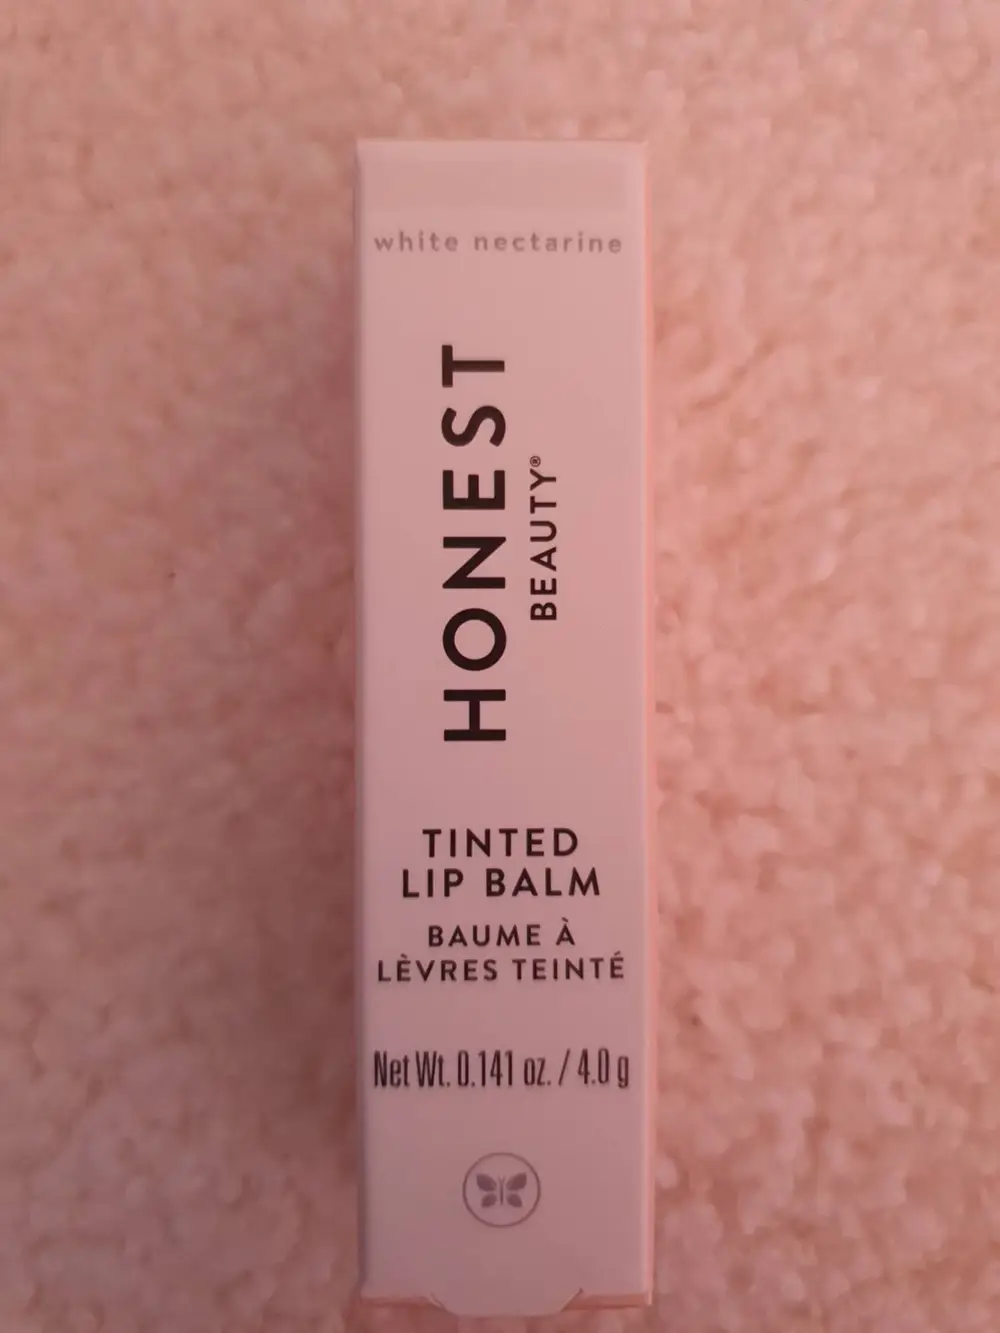 white nectarine
HONEST
BEAUTY®
TINTED
LIP BALM
BAUME À
LÈVRES TEINTÉ
Net Wt. 0.141 oz. / 4.0 g